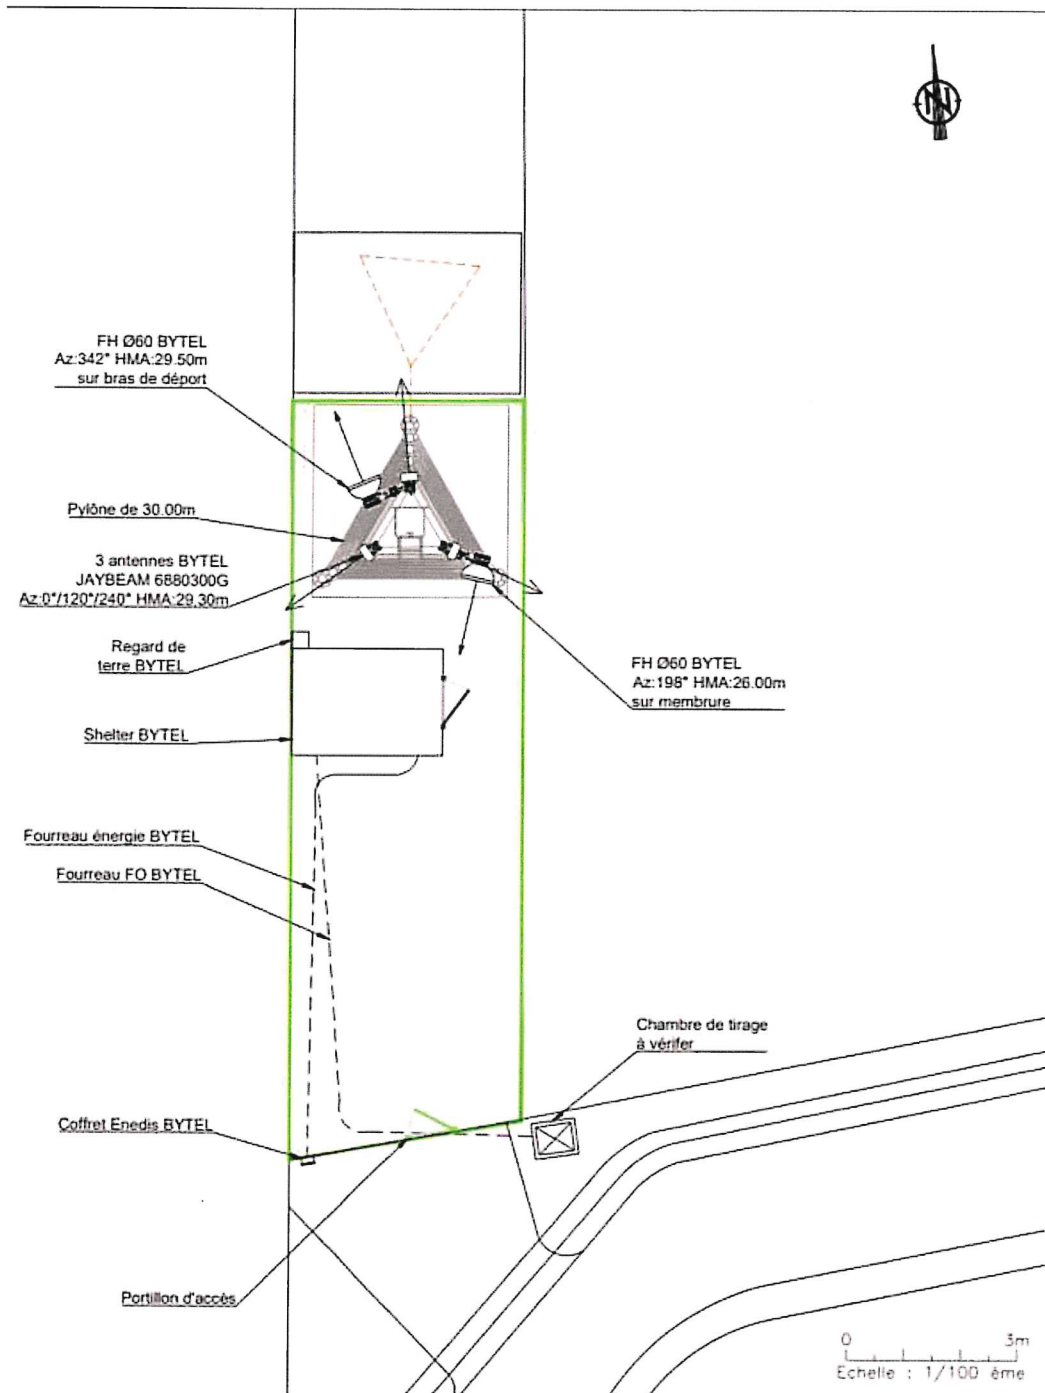 N
FH Ø60 BYTEL
Az:342° HMA:29.50m
sur bras de déport
Pylône de 30.00m
3 antennes BYTEL
JAYBEAM 6880300G
Az:0°/120°/240° HMA:29.30m
Regard de
terre BYTEL
FH Ø60 BYTEL
Az:198° HMA:26.00m
sur membrure
Shelter BYTEL
Fourreau énergie BYTEL
Fourreau FO BYTEL
Chambre de tirage
à vérifer
Coffret Enedis BYTEL
Portillon d'accès
0 3m
Echelle : 1/100 ème